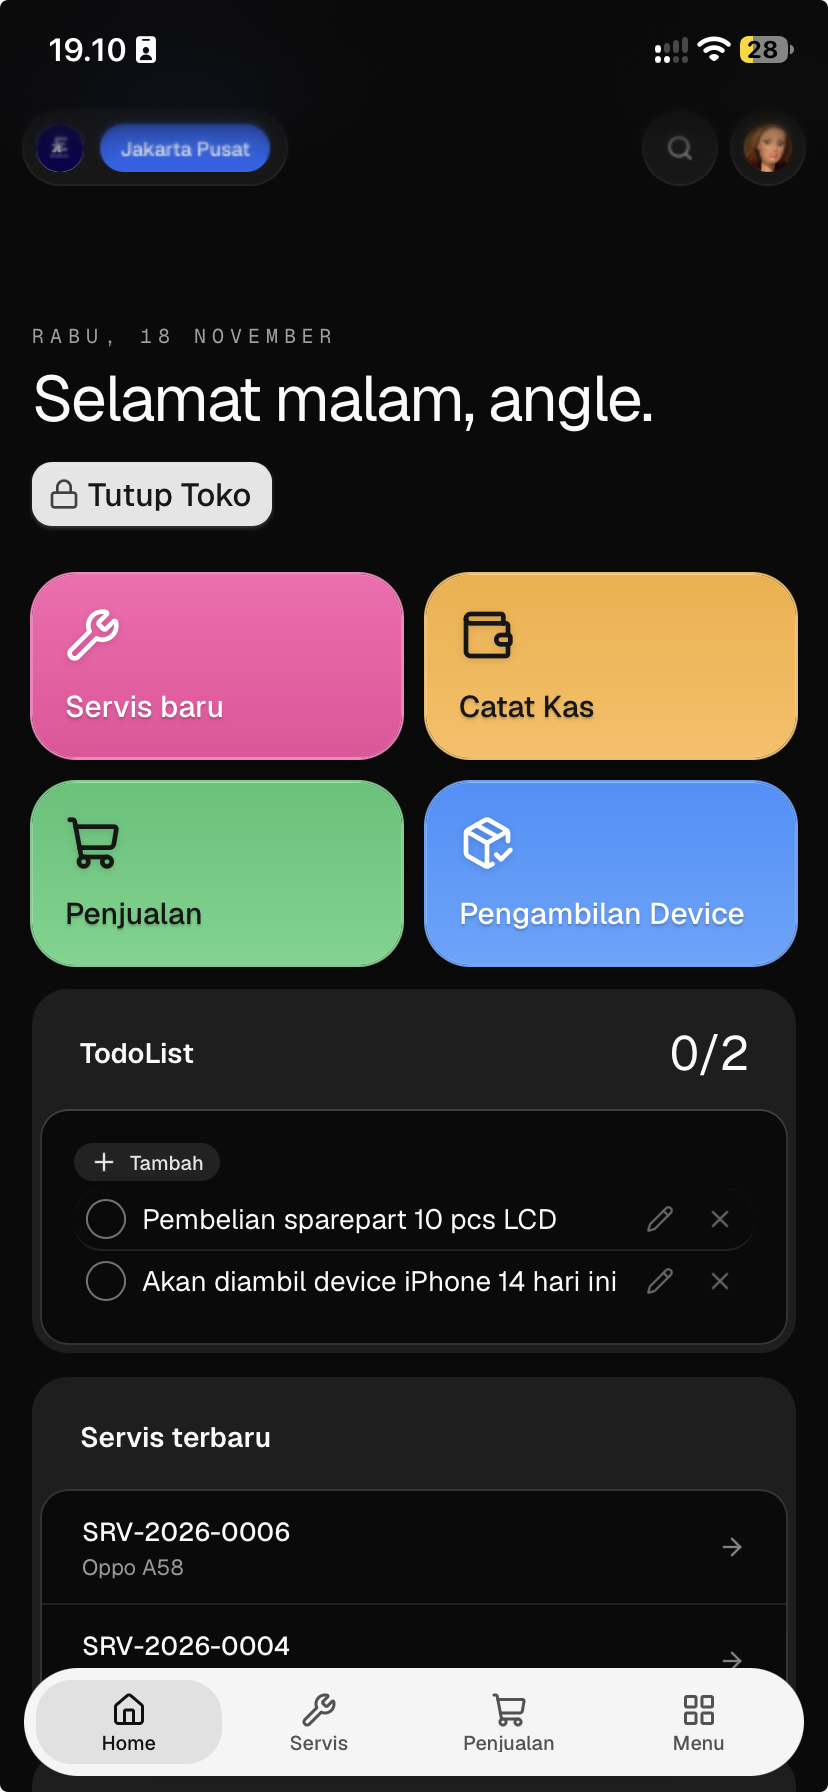 19.10
28
Jakarta Pusat
RABU, 18 NOVEMBER
Selamat malam, angle.
Tutup Toko
Servis baru
Catat Kas
Penjualan
Pengambilan Device
TodoList
0/2
Tambah
Pembelian sparepart 10 pcs LCD
Akan diambil device iPhone 14 hari ini
Servis terbaru
SRV-2026-0006
Oppo A58
SRV-2026-0004
Home
Servis
Penjualan
Menu